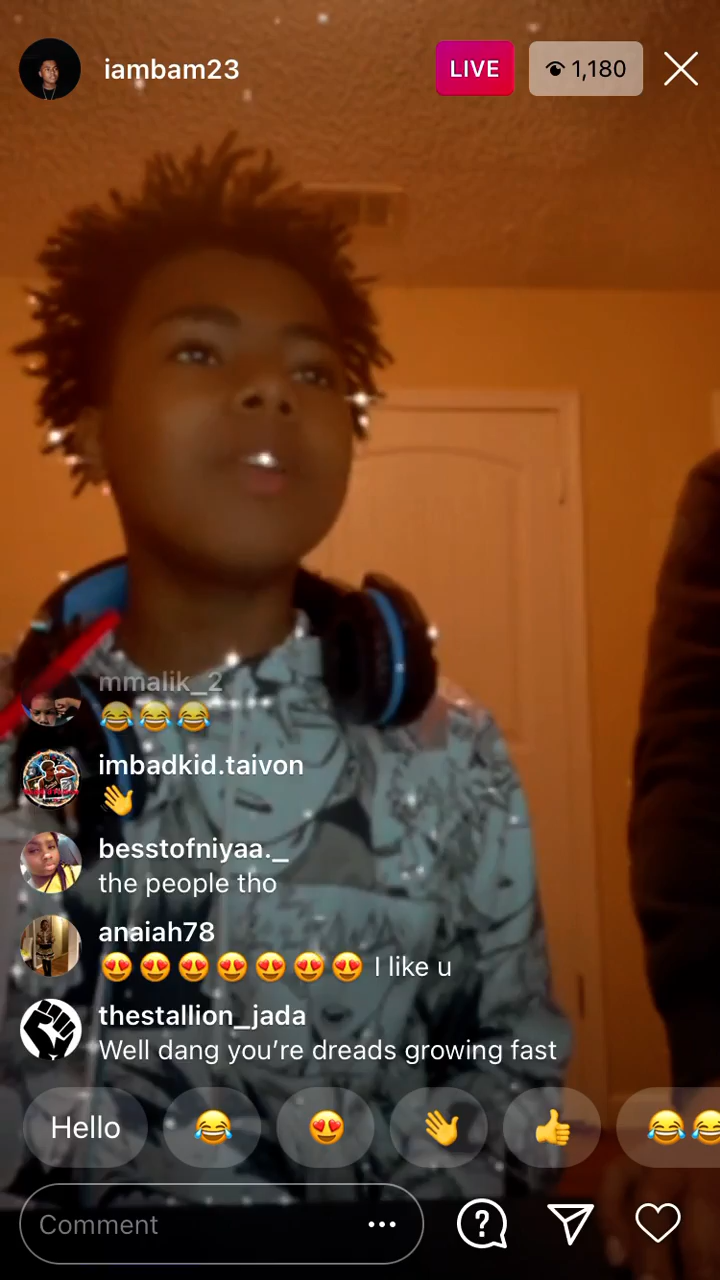 iambam23
LIVE
1,180
mmalik_2
😂😂😂
imbadkid.taivon
👋
besstofniyaa._
the people tho
anaiah78
😍😍😍😍😍😍😍 I like u
thestallion_jada
Well dang you’re dreads growing fast
Hello 😂 😍 👋 👍 😂😂
Comment